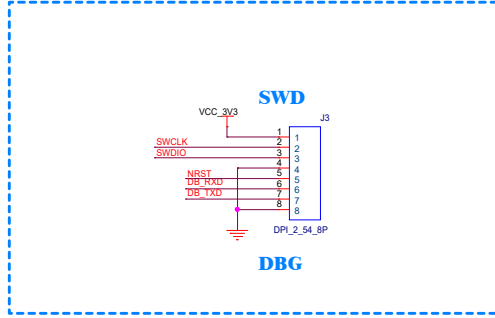 SWD
VCC_3V3
J3
1 1
SWCLK 2 2
SWDIO 3 3
4 4
NRST 5 5
DB_RXD 6 6
DB_TXD 7 7
8 8
DPI_2_54_8P
DBG